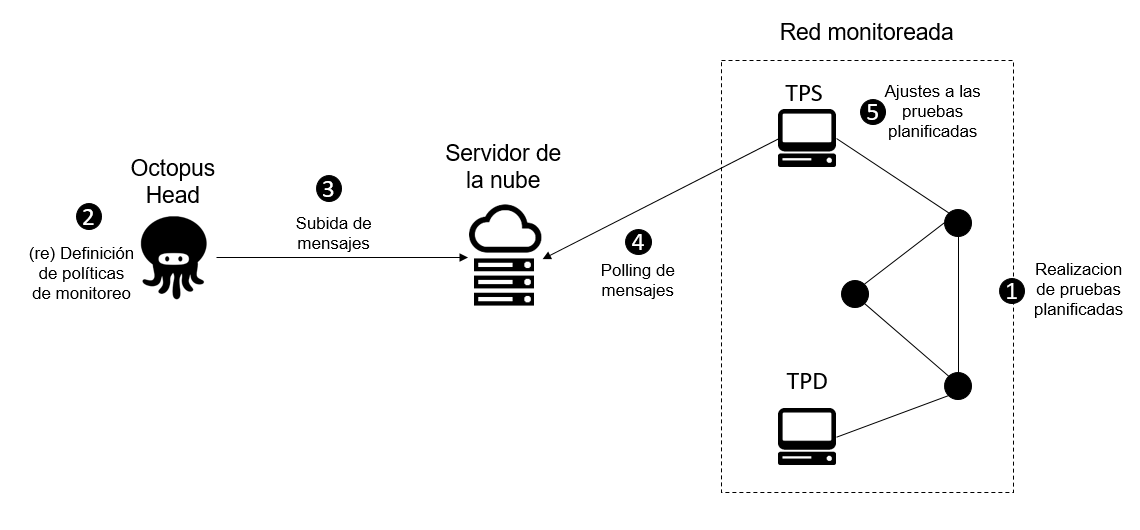 Red monitoreada
TPS
5
Ajustes a las
pruebas
planificadas
Servidor de
la nube
Octopus
Head
3
Subida de
mensajes
2
(re) Definición
de políticas
de monitoreo
4
Polling de
mensajes
1
Realizacion
de pruebas
planificadas
TPD